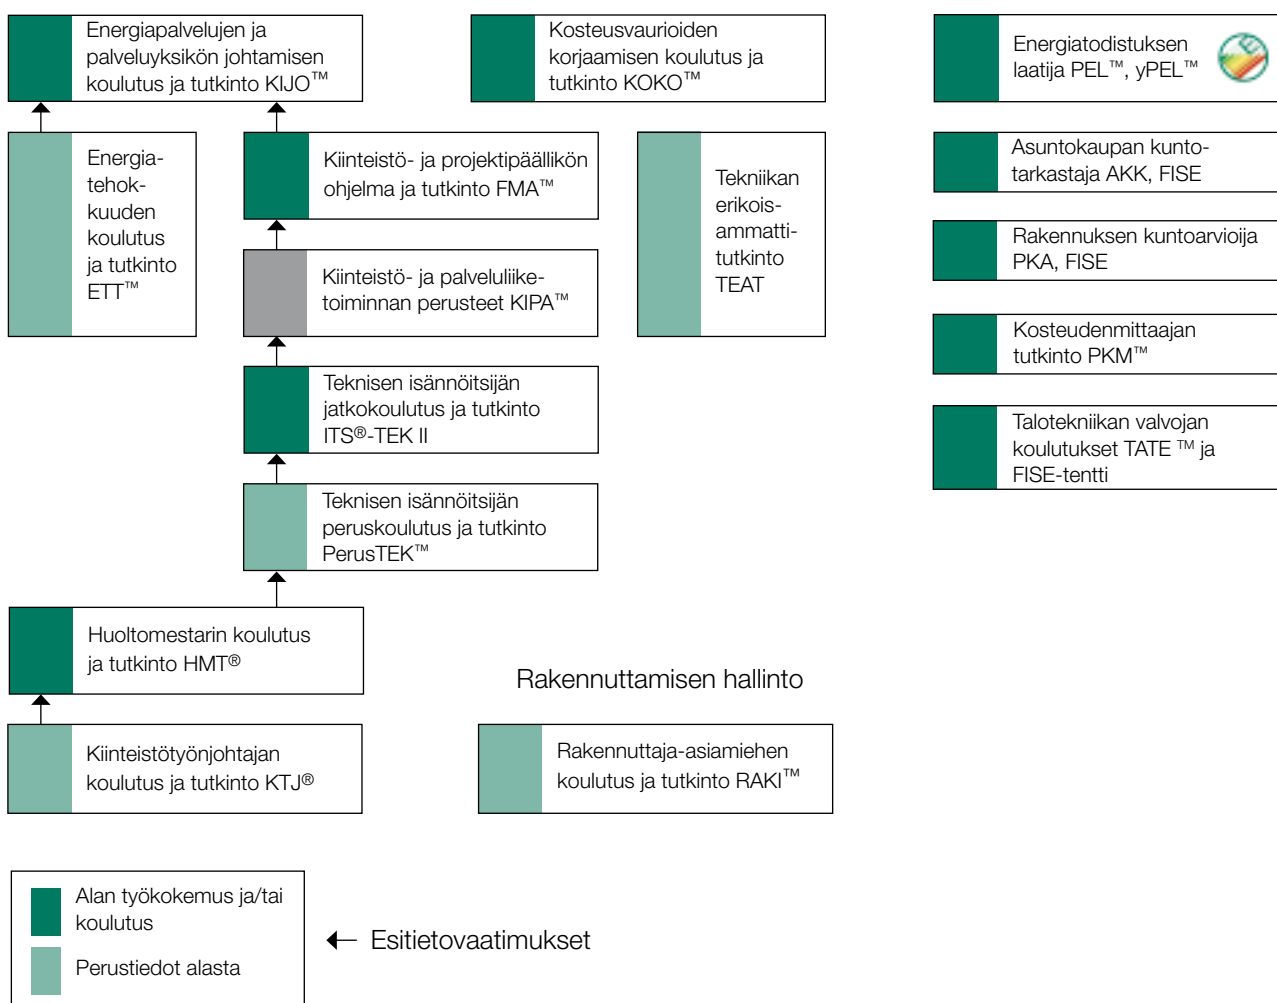 Energiapalvelujen ja
palveluyksikön johtamisen
koulutus ja tutkinto KIJO™
Kosteusvaurioiden
korjaamisen koulutus ja
tutkinto KOKO™
Energiatodistuksen
laatija PEL™, yPEL™
Energia-
tehok-
kuuden
koulutus
ja tutkinto
ETT™
Kiinteistö- ja projektipäällikön
ohjelma ja tutkinto FMA™
Tekniikan
erikois-
ammatti-
tutkinto
TEAT
Asuntokaupan kunto-
tarkastaja AKK, FISE
Kiinteistö- ja palveluliike-
toiminnan perusteet KIPA™
Rakennuksen kuntoarvioija
PKA, FISE
Kosteudenmittaajan
tutkinto PKM™
Teknisen isännöitsijän
jatkokoulutus ja tutkinto
ITS®-TEK II
Talotekniikan valvojan
koulutukset TATE ™ ja
FISE-tentti
Teknisen isännöitsijän
peruskoulutus ja tutkinto
PerusTEK™
Huoltomestarin koulutus
ja tutkinto HMT®
Rakennuttamisen hallinto
Kiinteistötyönjohtajan
koulutus ja tutkinto KTJ®
Rakennuttaja-asiamiehen
koulutus ja tutkinto RAKI™
Alan työkokemus ja/tai
koulutus
Perustiedot alasta
Esitietovaatimukset